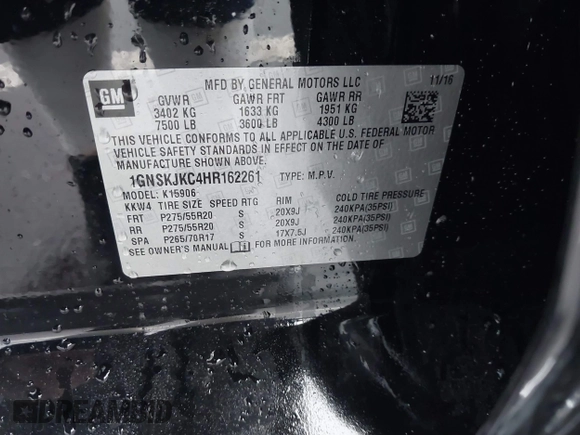 GM
MFD BY GENERAL MOTORS LLC 11/16
GVWR GAWR FRT GAWR RR
3402 KG 1633 KG 1951 KG
7500 LB 3600 LB 4300 LB
THIS VEHICLE CONFORMS TO ALL APPLICABLE U.S. FEDERAL MOTOR
VEHICLE SAFETY STANDARDS IN EFFECT ON THE DATE OF
MANUFACTURE SHOWN ABOVE.
1GNSKJKC4HR162261 TYPE: M.P.V.
MODEL: K15906
KKW4 TIRE SIZE SPEED RTG RIM COLD TIRE PRESSURE
FRT P275/55R20 S 20X9J 240KPA(35PSI)
RR P275/55R20 S 20X9J 240KPA(35PSI)
SPA P265/70R17 S 17X7.5J 240KPA(35PSI)
SEE OWNER'S MANUAL FOR MORE INFORMATION.
DREAMBID